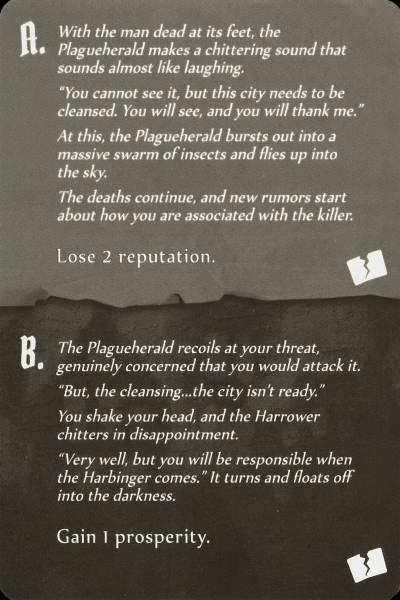 A. With the man dead at its feet, the
Plagueherald makes a chittering sound that
sounds almost like laughing.
“You cannot see it, but this city needs to be
cleansed. You will see, and you will thank me.”
At this, the Plagueherald bursts out into a
massive swarm of insects and flies up into
the sky.
The deaths continue, and new rumors start
about how you are associated with the killer.
Lose 2 reputation.
B. The Plagueherald recoils at your threat,
genuinely concerned that you would attack it.
“But, the cleansing...the city isn’t ready.”
You shake your head, and the Harrower
chitters in disappointment.
“Very well, but you will be responsible when
the Harbinger comes.” It turns and floats off
into the darkness.
Gain 1 prosperity.